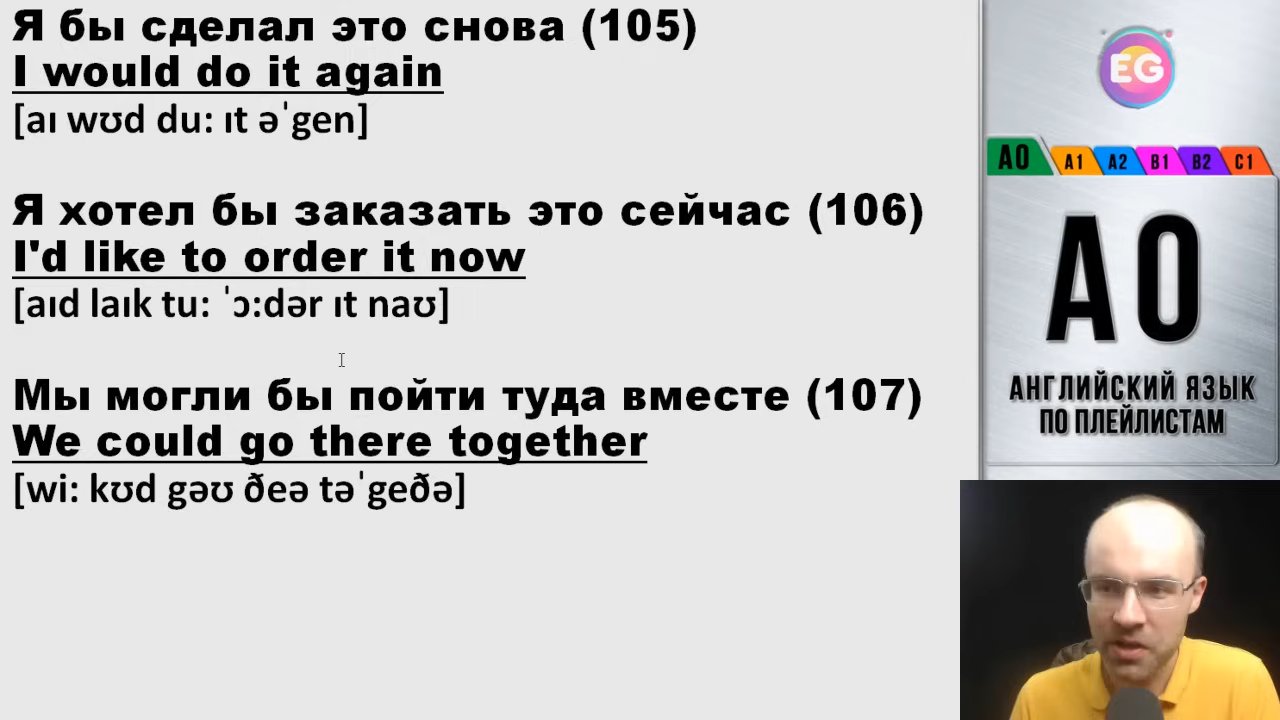 Я бы сделал это снова (105)
I would do it again
[aɪ wʊd du: ɪt əˈgen]
Я хотел бы заказать это сейчас (106)
I'd like to order it now
[aɪd laɪk tu: ˈɔ:dər ɪt naʊ]
Мы могли бы пойти туда вместе (107)
We could go there together
[wi: kʊd gəʊ ðeə təˈgeðə]
EG
A0 A1 A2 B1 B2 C1
A0
АНГЛИЙСКИЙ ЯЗЫК
ПО ПЛЕЙЛИСТАМ